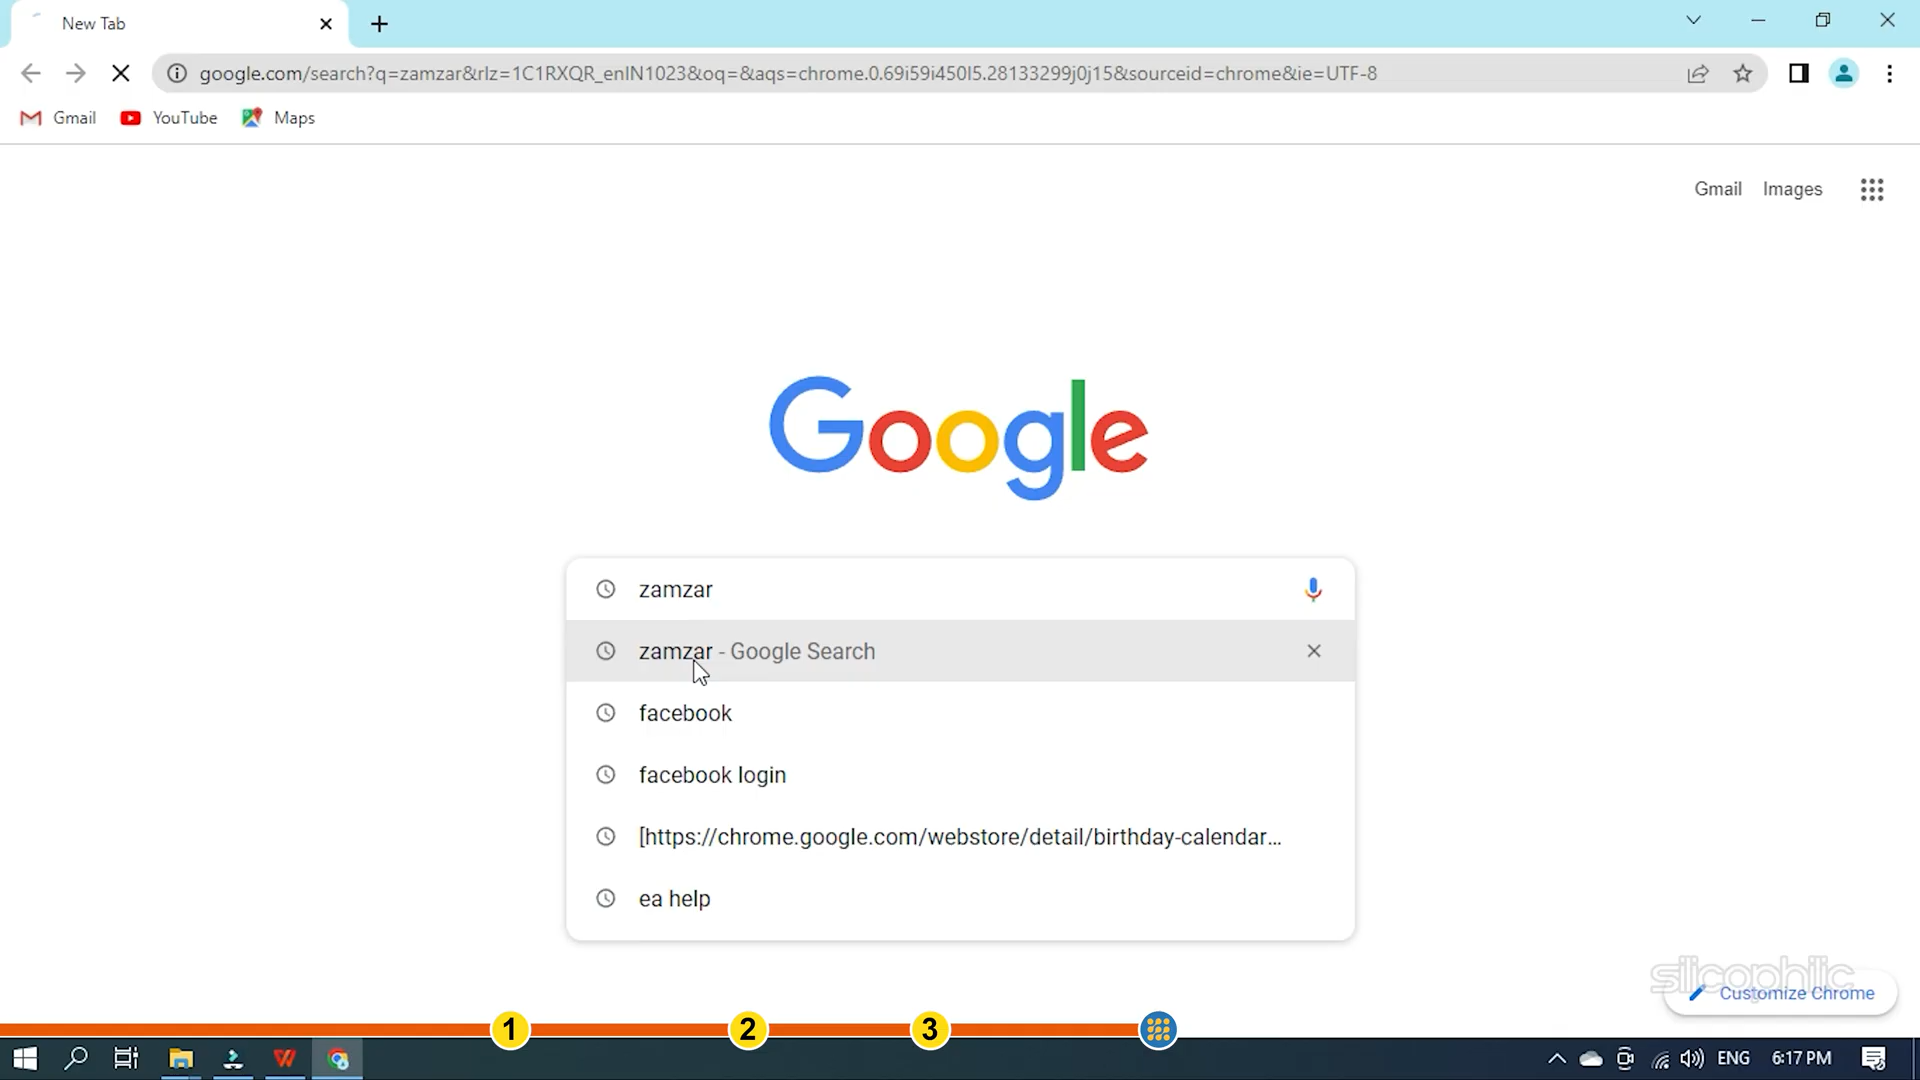 New Tab
google.com/search?q=zamzar&rlz=1C1RXQR_enIN1023&oq=&aqs=chrome.0.69i59i450l5.28133299j0j15&sourceid=chrome&ie=UTF-8
Gmail YouTube Maps
Gmail Images
Google
zamzar
zamzar - Google Search
facebook
facebook login
[https://chrome.google.com/webstore/detail/birthday-calendar...
ea help
silicophilic
Customize Chrome
1 2 3
ENG 6:17 PM